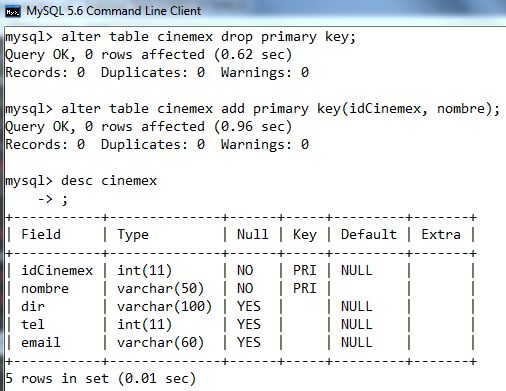 MySQL 5.6 Command Line Client
mysql> alter table cinemex drop primary key;
Query OK, 0 rows affected (0.62 sec)
Records: 0  Duplicates: 0  Warnings: 0

mysql> alter table cinemex add primary key(idCinemex, nombre);
Query OK, 0 rows affected (0.96 sec)
Records: 0  Duplicates: 0  Warnings: 0

mysql> desc cinemex
    -> ;
+-----------+--------------+------+-----+---------+-------+
| Field     | Type         | Null | Key | Default | Extra |
+-----------+--------------+------+-----+---------+-------+
| idCinemex | int(11)      | NO   | PRI | NULL    |       |
| nombre    | varchar(50)  | NO   | PRI |         |       |
| dir       | varchar(100) | YES  |     | NULL    |       |
| tel       | int(11)      | YES  |     | NULL    |       |
| email     | varchar(60)  | YES  |     | NULL    |       |
+-----------+--------------+------+-----+---------+-------+
5 rows in set (0.01 sec)